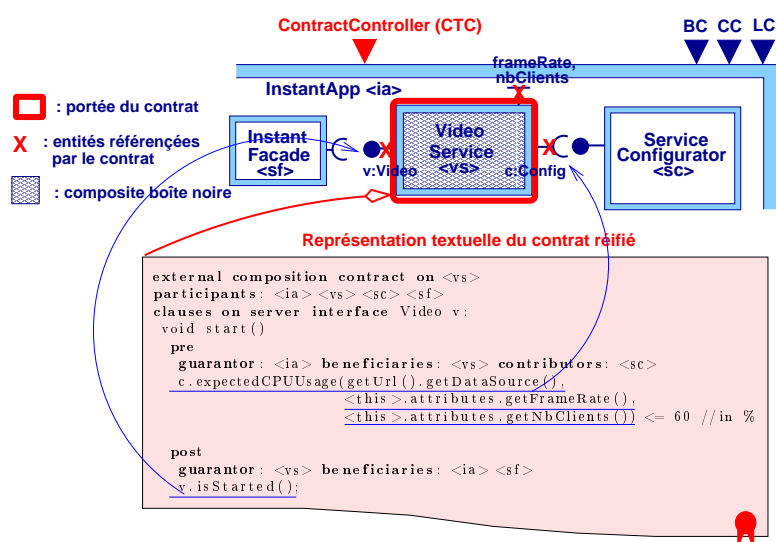 ContractController (CTC)
BC CC LC
frameRate,
nbClients
InstantApp <ia>
: portée du contrat
X : entités référençées
par le contrat
: composite boîte noire
Instant
Facade
<sf>
X
X
X
v:Video
Video
Service
<vs>
c:Config
Service
Configurator
<sc>
Représentation textuelle du contrat réifié
external composition contract on <vs>
participants: <ia> <vs> <sc> <sf>
clauses on server interface Video v:
void start()
pre
guarantor: <ia> beneficiaries: <vs> contributors: <sc>
c.expectedCPUUsage(getUrl().getDataSource(),
<this>.attributes.getFrameRate(),
<this>.attributes.getNbClients()) <= 60 //in %
post
guarantor: <vs> beneficiaries: <ia> <sf>
v.isStarted();